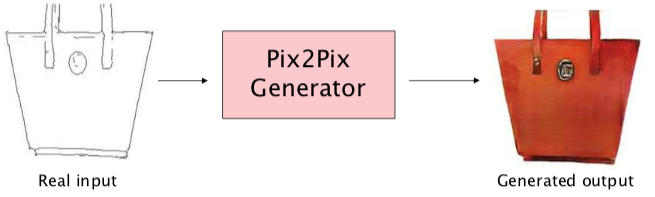 Pix2Pix
Generator
Real input
Generated output